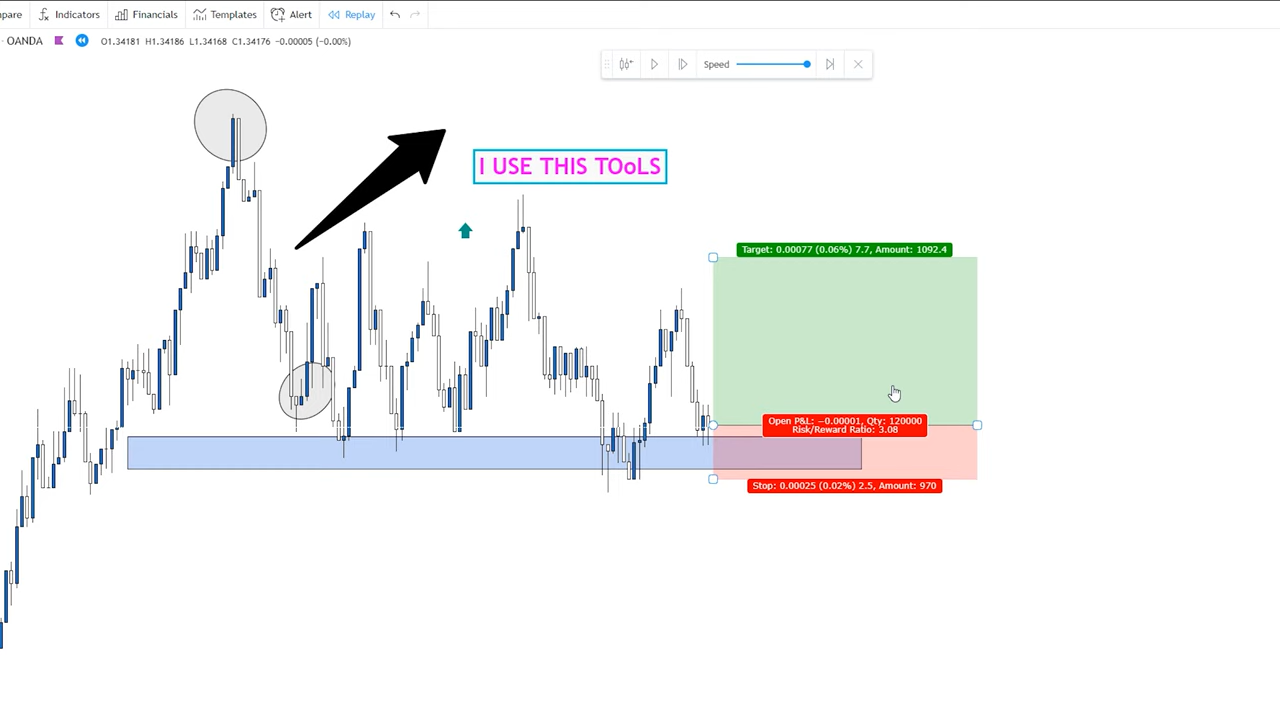 pare Indicators Financials Templates Alert Replay
· OANDA O1.34181 H1.34186 L1.34168 C1.34176 −0.00005 (−0.00%)
Speed
I USE THIS TOoLS
Target: 0.00077 (0.06%) 7.7, Amount: 1092.4
Open P&L: −0.00001, Qty: 120000
Risk/Reward Ratio: 3.08
Stop: 0.00025 (0.02%) 2.5, Amount: 970